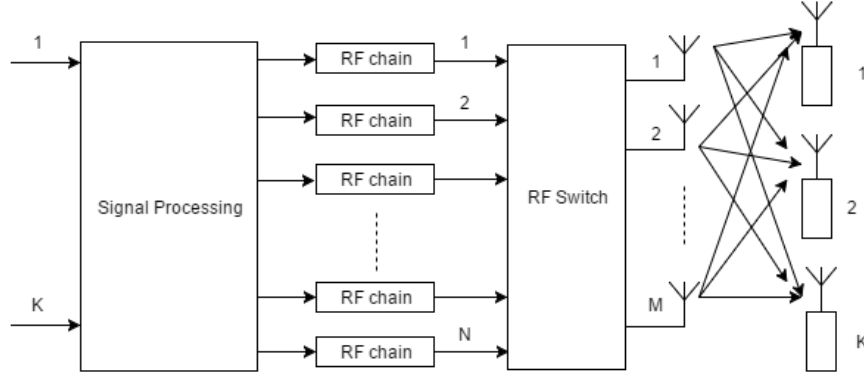 1
K
Signal Processing
RF chain
RF chain
RF chain
RF chain
RF chain
1
2
N
RF Switch
1
2
M
1
2
K